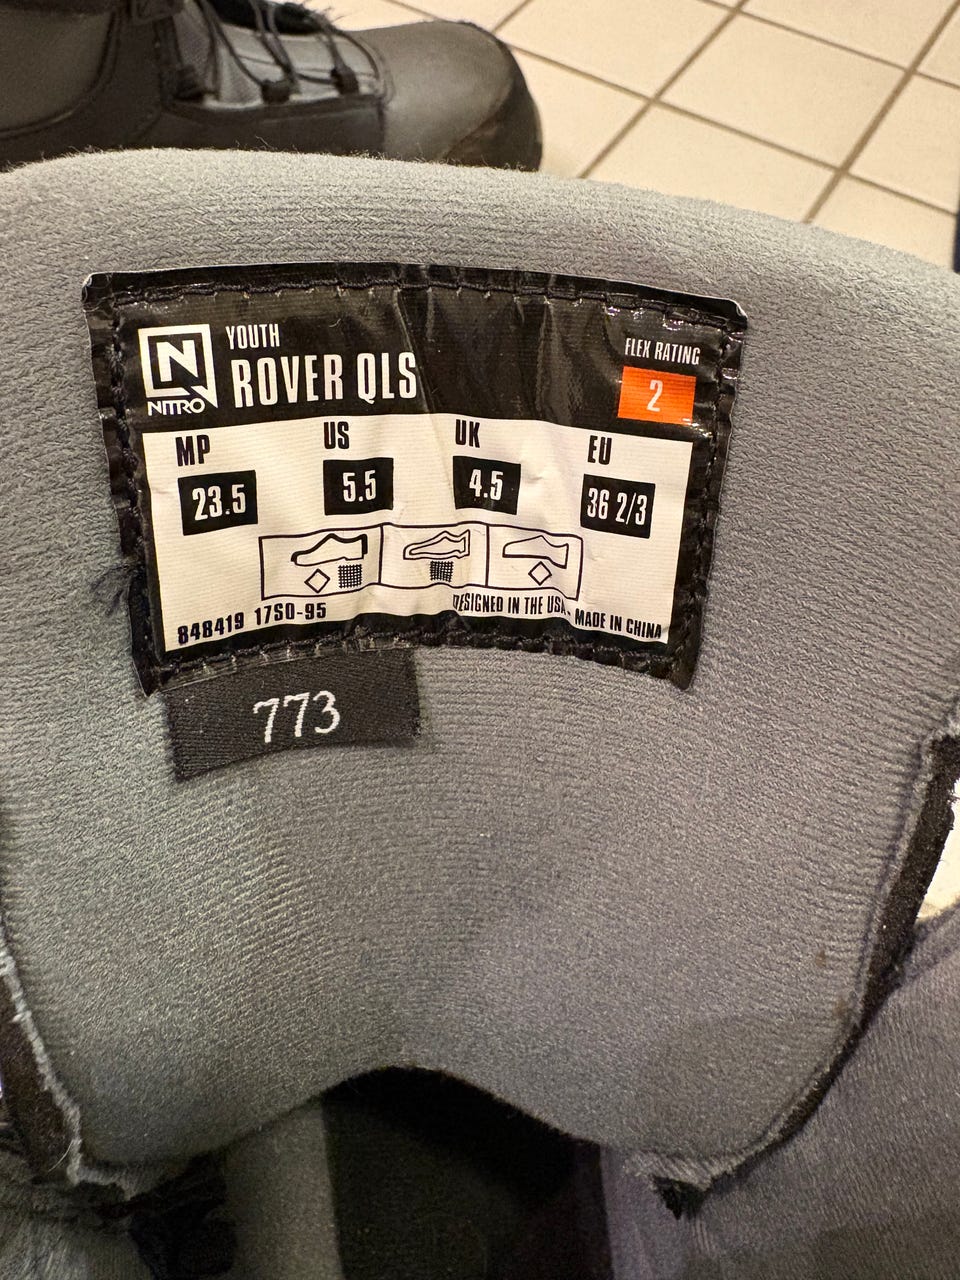 N
NITRO
YOUTH
ROVER QLS
FLEX RATING
2
MP US UK EU
23.5 5.5 4.5 36 2/3
848419 17SO-95
DESIGNED IN THE USA - MADE IN CHINA
773